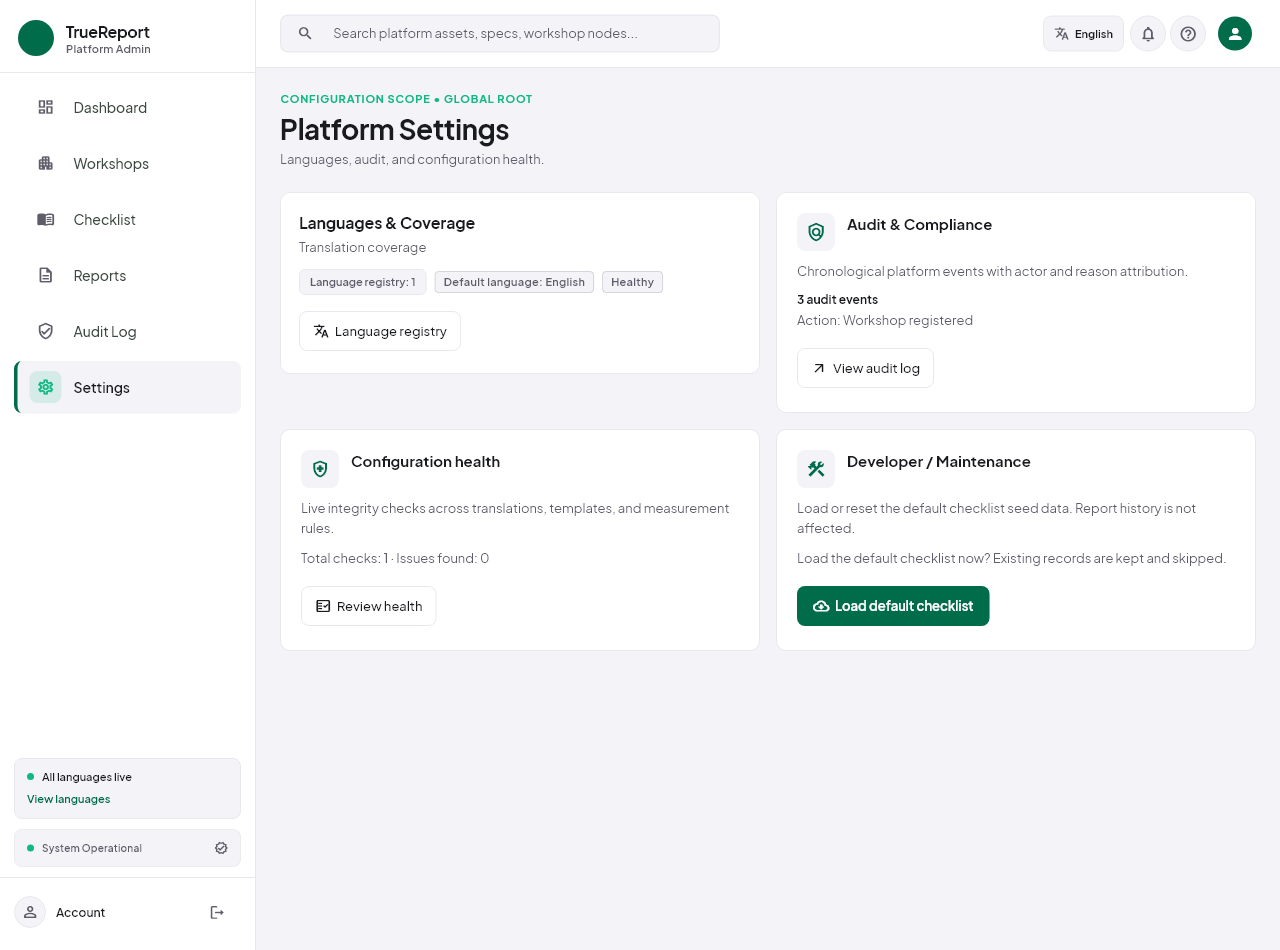 TrueReport
Platform Admin
Dashboard
Workshops
Checklist
Reports
Audit Log
Settings
All languages live
View languages
System Operational
Account
Search platform assets, specs, workshop nodes...
English
CONFIGURATION SCOPE • GLOBAL ROOT
Platform Settings
Languages, audit, and configuration health.
Languages & Coverage
Translation coverage
Language registry: 1
Default language: English
Healthy
Language registry
Audit & Compliance
Chronological platform events with actor and reason attribution.
3 audit events
Action: Workshop registered
View audit log
Configuration health
Live integrity checks across translations, templates, and measurement
rules.
Total checks: 1 · Issues found: 0
Review health
Developer / Maintenance
Load or reset the default checklist seed data. Report history is not
affected.
Load the default checklist now? Existing records are kept and skipped.
Load default checklist